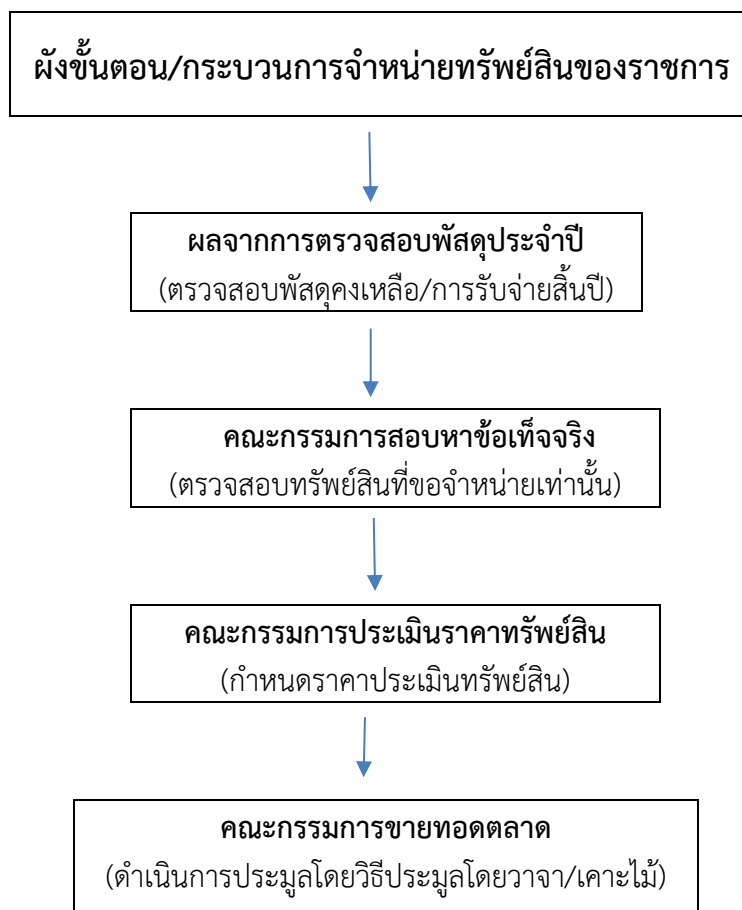 ผังขั้นตอน/กระบวนการจำหน่ายทรัพย์สินของราชการ
ผลจากการตรวจสอบพัสดุประจำปี
(ตรวจสอบพัสดุคงเหลือ/การรับจ่ายสิ้นปี)
คณะกรรมการสอบหาข้อเท็จจริง
(ตรวจสอบทรัพย์สินที่ขอจำหน่ายเท่านั้น)
คณะกรรมการประเมินราคาทรัพย์สิน
(กำหนดราคาประเมินทรัพย์สิน)
คณะกรรมการขายทอดตลาด
(ดำเนินการประมูลโดยวิธีประมูลโดยวาจา/เคาะไม้)